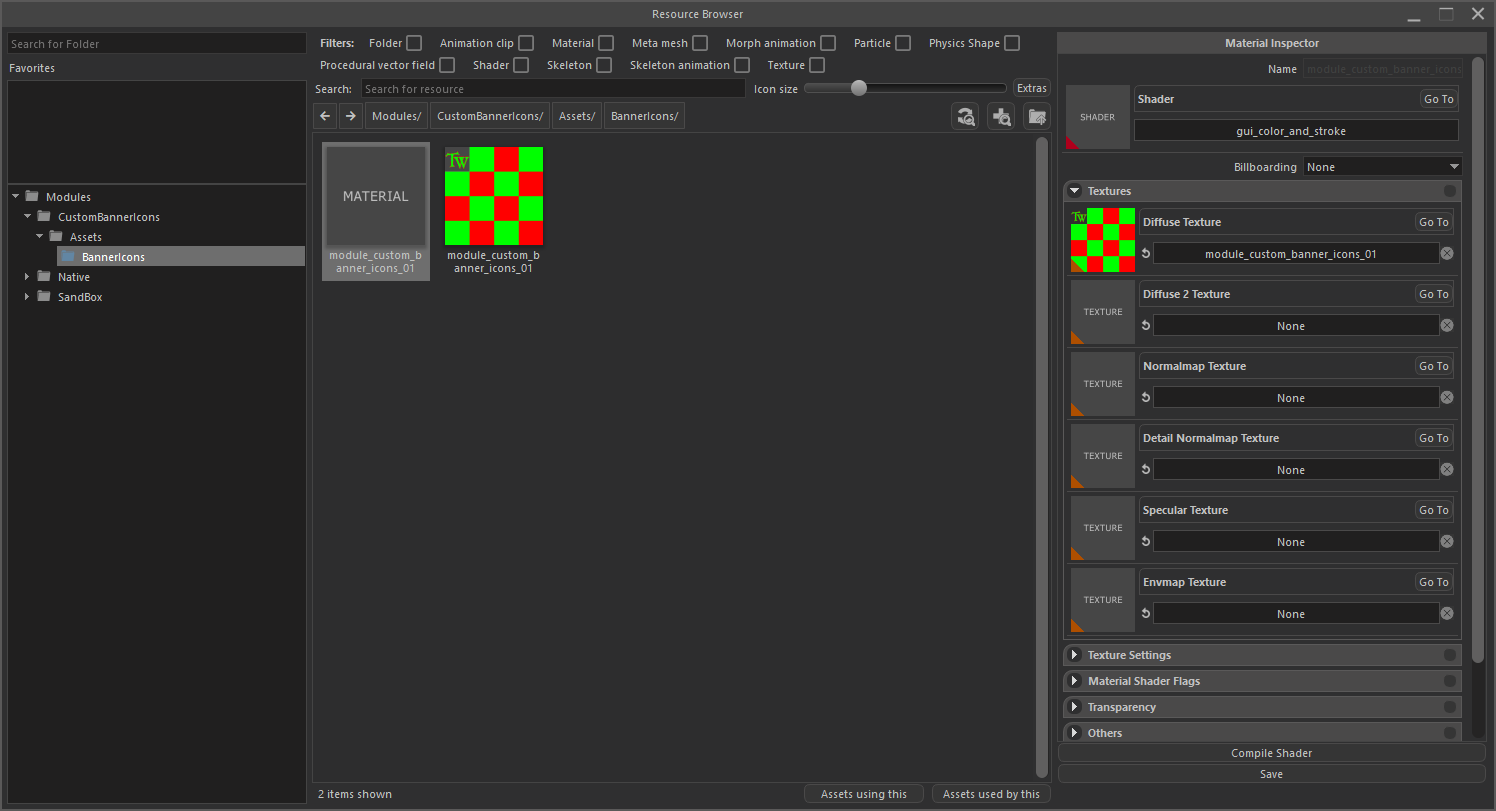 Resource Browser
Search for Folder
Favorites
Modules
CustomBannerIcons
Assets
BannerIcons
Native
SandBox
Filters: Folder Animation clip Material Meta mesh Morph animation Particle Physics Shape
Procedural vector field Shader Skeleton Skeleton animation Texture
Search: Search for resource Icon size Extras
Modules/ CustomBannerIcons/ Assets/ BannerIcons/
MATERIAL
module_custom_b
anner_icons_01
TW
module_custom_b
anner_icons_01
2 items shown
Assets using this
Assets used by this
Material Inspector
Name module_custom_banner_icons
SHADER
Shader Go To
gui_color_and_stroke
Billboarding None
Textures
TW
Diffuse Texture Go To
module_custom_banner_icons_01
TEXTURE
Diffuse 2 Texture Go To
None
TEXTURE
Normalmap Texture Go To
None
TEXTURE
Detail Normalmap Texture Go To
None
TEXTURE
Specular Texture Go To
None
TEXTURE
Envmap Texture Go To
None
Texture Settings
Material Shader Flags
Transparency
Others
Compile Shader
Save